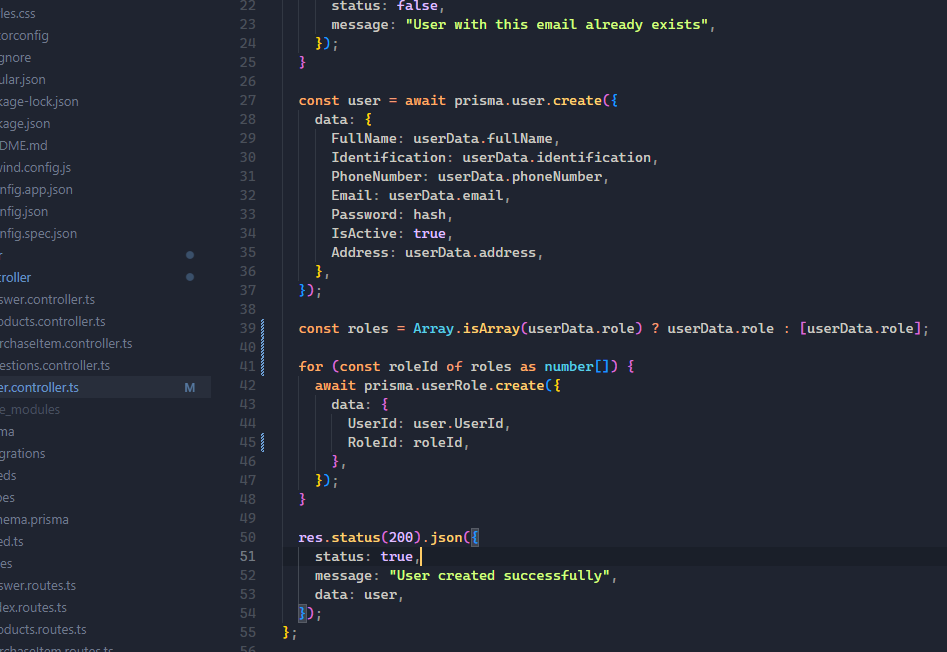 les.css
orconfig
gnore
ular.json
kage-lock.json
kage.json
DME.md
wind.config.js
nfig.app.json
nfig.json
nfig.spec.json
r
roller
swer.controller.ts
oducts.controller.ts
rchaseItem.controller.ts
estions.controller.ts
er.controller.ts M
e_modules
ma
grations
eds
pes
nema.prisma
ed.ts
es
swer.routes.ts
lex.routes.ts
oducts.routes.ts
rchaseItem.routes.ts
22 status: false,
23 message: "User with this email already exists",
24 });
25 }
26
27 const user = await prisma.user.create({
28 data: {
29 FullName: userData.fullName,
30 Identification: userData.identification,
31 PhoneNumber: userData.phoneNumber,
32 Email: userData.email,
33 Password: hash,
34 IsActive: true,
35 Address: userData.address,
36 },
37 });
38
39 const roles = Array.isArray(userData.role) ? userData.role : [userData.role];
40
41 for (const roleId of roles as number[]) {
42 await prisma.userRole.create({
43 data: {
44 UserId: user.UserId,
45 RoleId: roleId,
46 },
47 });
48 }
49
50 res.status(200).json({
51 status: true,
52 message: "User created successfully",
53 data: user,
54 });
55 };
56